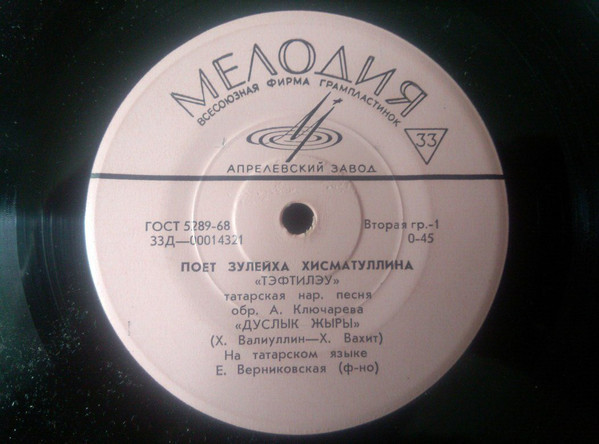 МЕЛОДИЯ
ВСЕСОЮЗНАЯ ФИРМА ГРАМПЛАСТИНОК
33
АПРЕЛЕВСКИЙ ЗАВОД
ГОСТ 5289-68 Вторая гр.-1
33Д—00014321 0-45
ПОЕТ ЗУЛЕЙХА ХИСМАТУЛЛИНА
«ТЭФТИЛЭУ»
татарская нар. песня
обр. А. Ключарева
«ДУСЛЫК ЖЫРЫ»
(Х. Валиуллин—Х. Вахит)
На татарском языке
Е. Верниковская (ф-но)